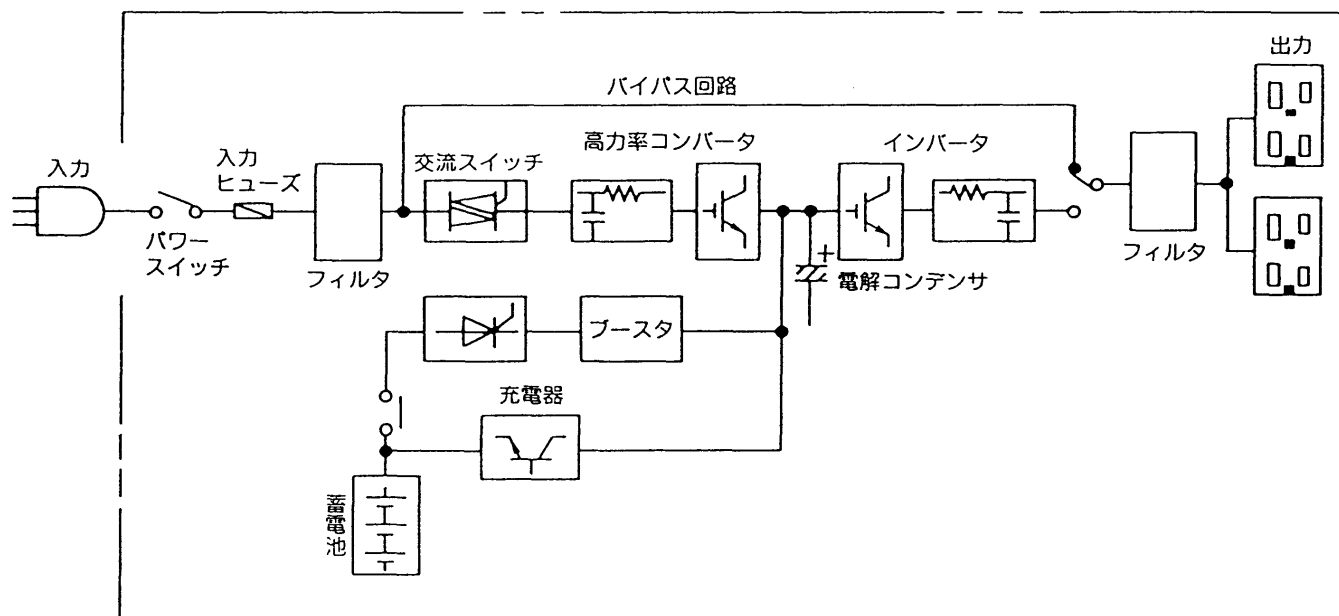 出力
バイパス回路
入力
入力
ヒューズ
交流スイッチ
高力率コンバータ
インバータ
パワー
スイッチ
フィルタ
電解コンデンサ
+
フィルタ
ブースタ
充電器
蓄電池